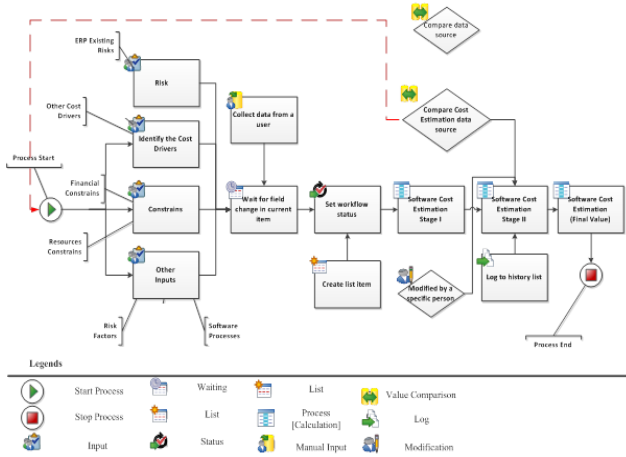 Compare data
source
ERP Existing
Risks
Risk
Other Cost
Drivers
Collect data from a
user
Compare Cost
Estimation data
source
Identify the Cost
Drivers
Process Start
Financial
Constrains
Constrains
Wait for field
change in current
item
Set workflow
status
Software Cost
Estimation
Stage I
Software Cost
Estimation
Stage II
Software Cost
Estimation
(Final Value)
Resources
Constrains
Other
Inputs
Create list item
Modified by a
specific person
Log to history list
Risk
Factors
Software
Processes
Process End
Legends
Start Process
Waiting
List
Value Comparison
Stop Process
List
Process
[Calculation]
Log
Input
Status
Manual Input
Modification